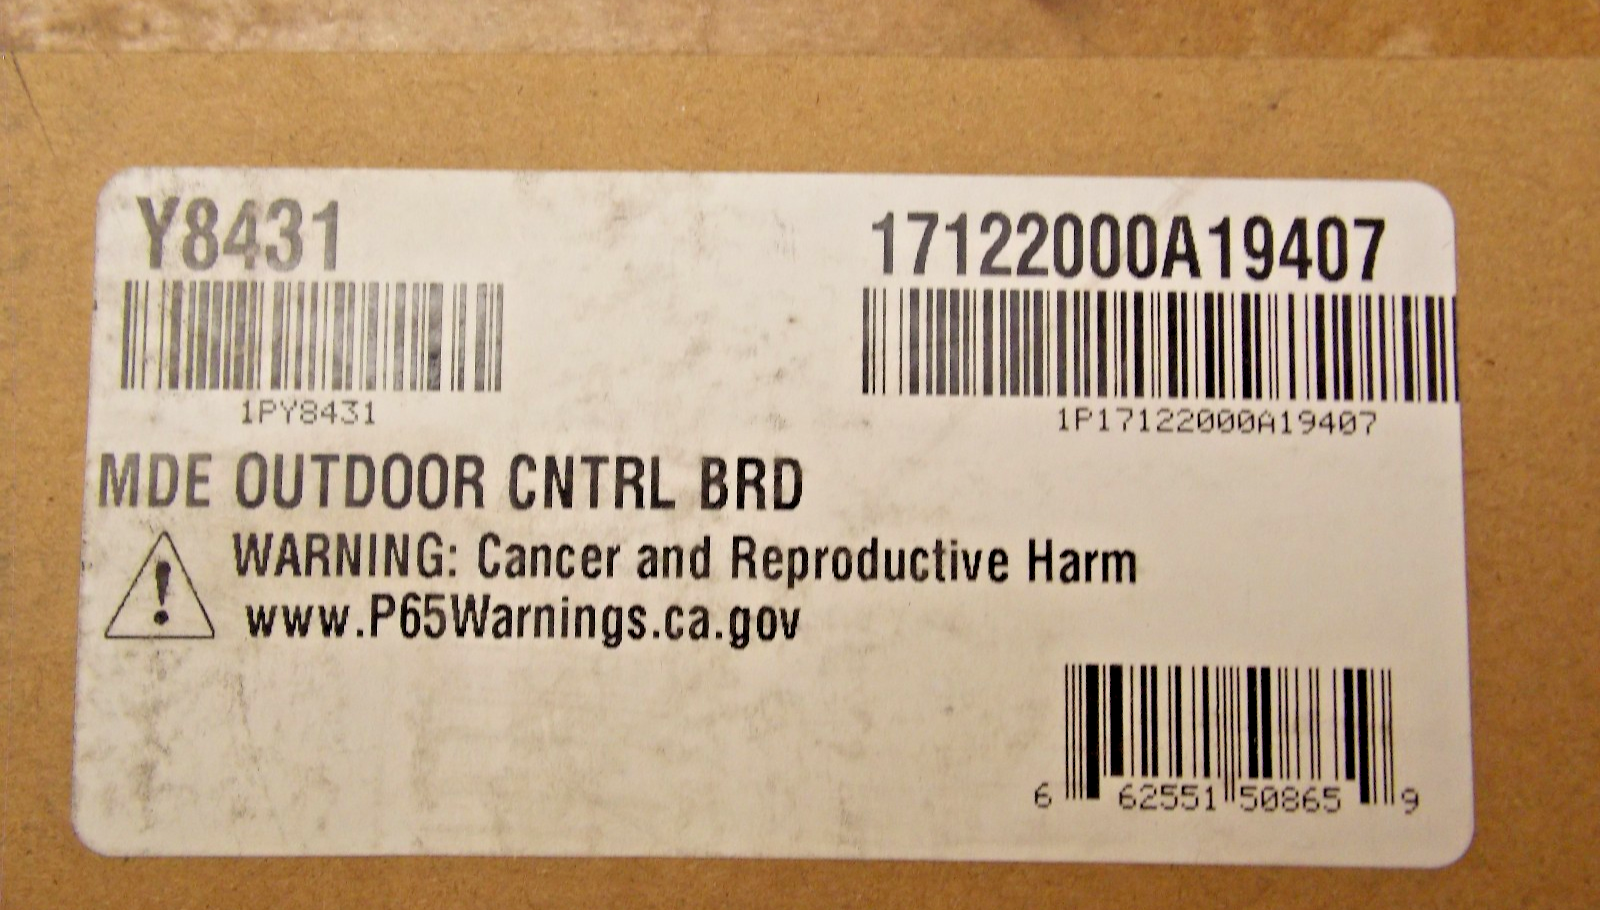 Y8431
17122000A19407
1PY8431
1P17122000A19407
MDE OUTDOOR CNTRL BRD
WARNING: Cancer and Reproductive Harm
www.P65Warnings.ca.gov
6 62551 50865 9